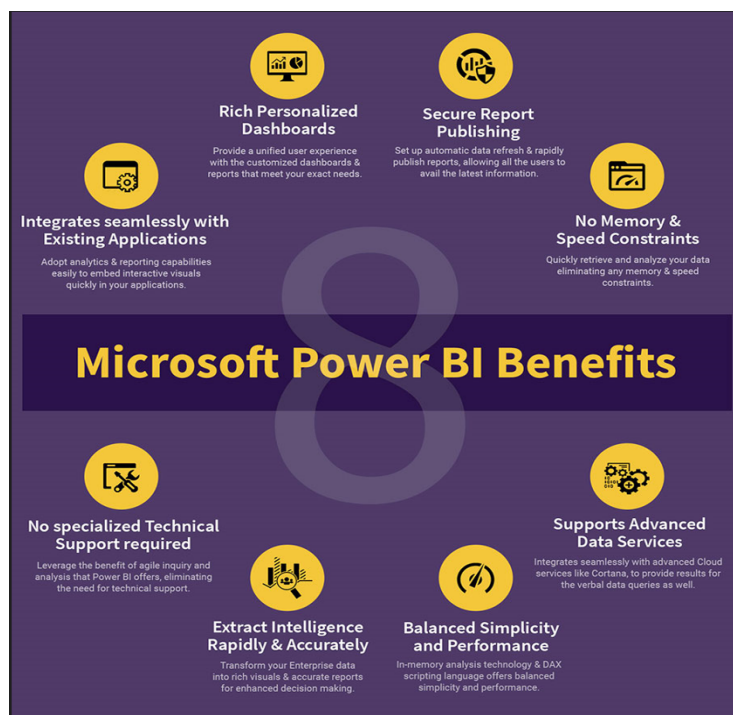 Rich Personalized
Dashboards
Provide a unified user experience
with the customized dashboards &
reports that meet your exact needs.
Secure Report
Publishing
Set up automatic data refresh & rapidly
publish reports, allowing all the users to
avail the latest information.
Integrates seamlessly with
Existing Applications
Adopt analytics & reporting capabilities
easily to embed interactive visuals
quickly in your applications.
No Memory &
Speed Constraints
Quickly retrieve and analyze your data
eliminating any memory & speed
constraints.
8
Microsoft Power BI Benefits
No specialized Technical
Support required
Leverage the benefit of agile inquiry and
analysis that Power BI offers, eliminating
the need for technical support.
Supports Advanced
Data Services
Integrates seamlessly with advanced Cloud
services like Cortana, to provide results for
the verbal data queries as well.
Extract Intelligence
Rapidly & Accurately
Transform your Enterprise data
into rich visuals & accurate reports
for enhanced decision making.
Balanced Simplicity
and Performance
In-memory analysis technology & DAX
scripting language offers balanced
simplicity and performance.